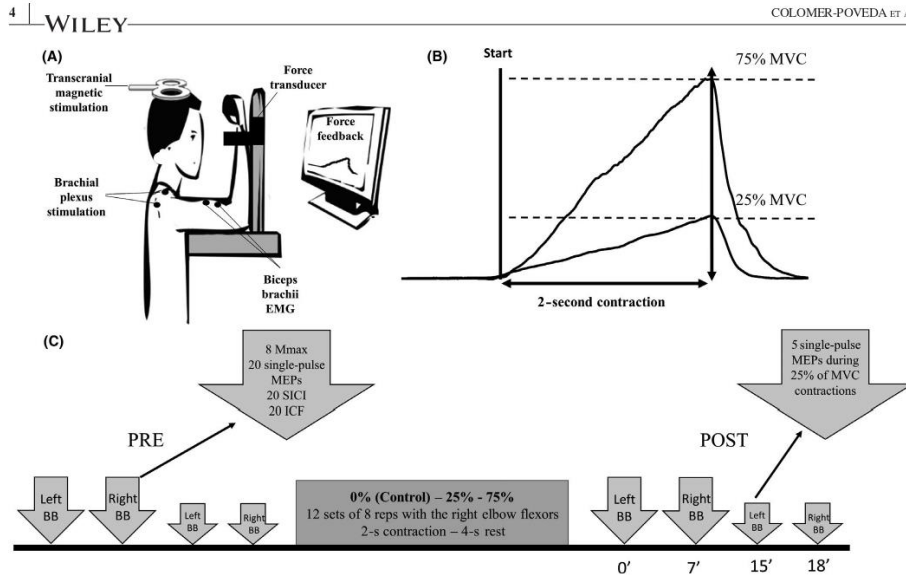 4 WILEY COLOMER-POVEDA ET
(A)
Transcranial
magnetic
stimulation
Force
transducer
Force
feedback
Brachial
plexus
stimulation
Biceps
brachii
EMG
(B)
Start
75% MVC
25% MVC
2-second contraction
(C)
8 Mmax
20 single-pulse
MEPs
20 SICI
20 ICF
5 single-pulse
MEPs during
25% of MVC
contractions
PRE
POST
Left
BB
Right
BB
Left
BB
Right
BB
0% (Control) – 25% - 75%
12 sets of 8 reps with the right elbow flexors
2-s contraction – 4-s rest
Left
BB
Right
BB
Left
BB
Right
BB
0’ 7’ 15’ 18’